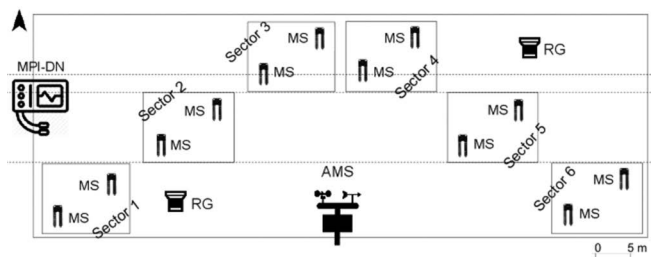 Sector 3
MS
MS
MS
MS
Sector 4
RG
MPI-DN
Sector 2
MS
MS
MS
MS
Sector 5
AMS
MS
MS
Sector 1
RG
Sector 6
MS
MS
0 5 m